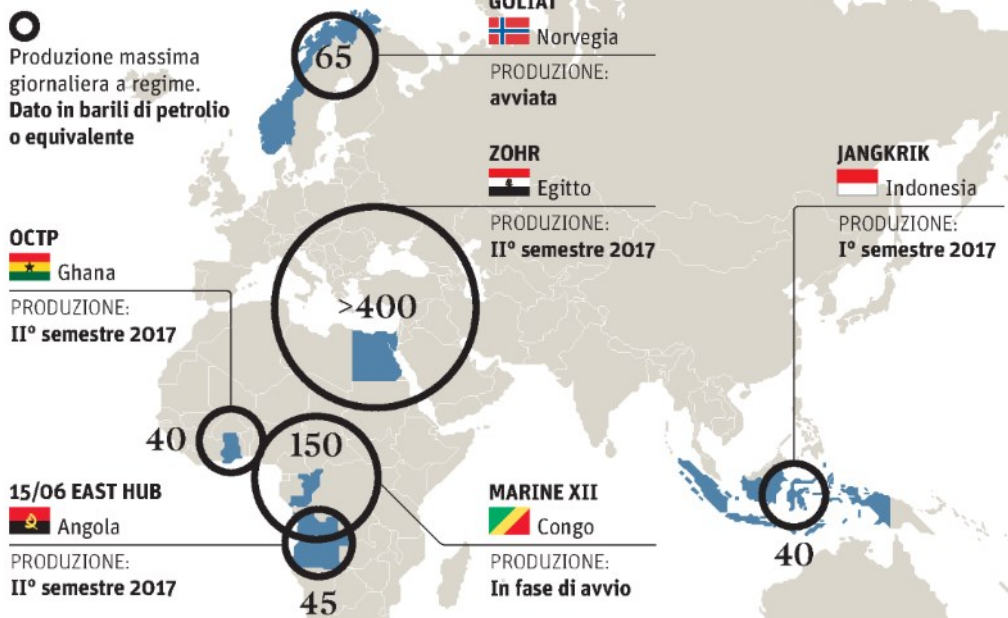 Produzione massima
giornaliera a regime.
Dato in barili di petrolio
o equivalente
65
GOLIAT
Norvegia
PRODUZIONE:
avviata
ZOHR
Egitto
PRODUZIONE:
II° semestre 2017
JANGKRIK
Indonesia
PRODUZIONE:
I° semestre 2017
OCTP
Ghana
PRODUZIONE:
II° semestre 2017
>400
40
150
15/06 EAST HUB
Angola
PRODUZIONE:
II° semestre 2017
45
MARINE XII
Congo
PRODUZIONE:
In fase di avvio
40